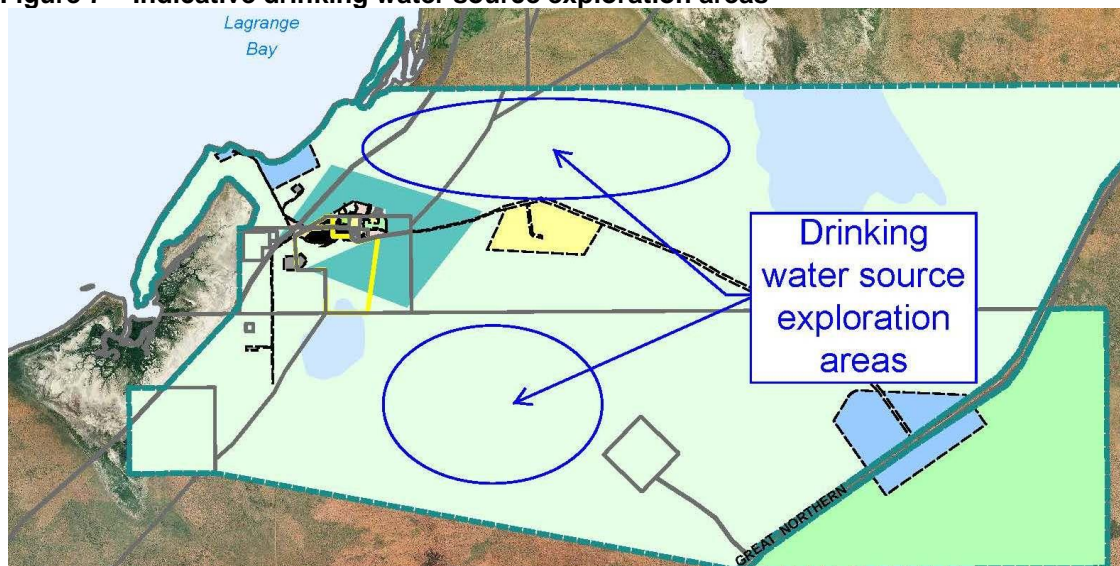 Figure 7 – Indicative drinking water source exploration areas
Lagrange
Bay
Drinking
water source
exploration
areas
GREAT NORTHERN